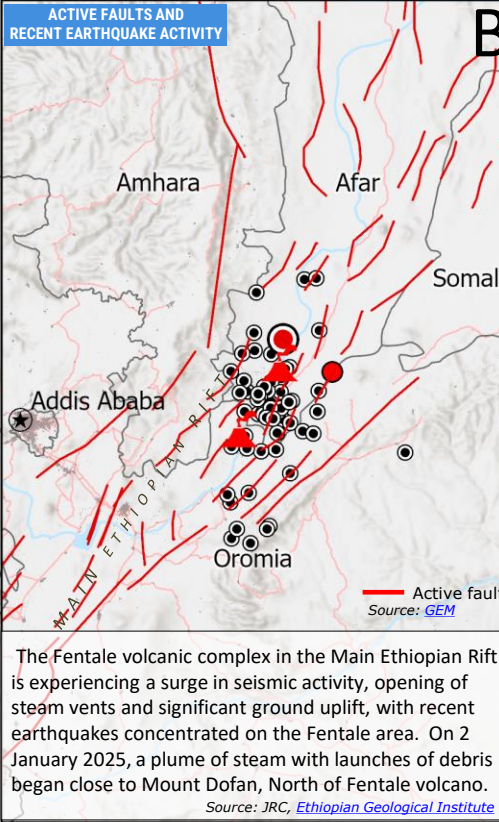 ACTIVE FAULTS AND
RECENT EARTHQUAKE ACTIVITY
B
Amhara
Afar
Somal
Addis Ababa
MAIN ETHIOPIAN RIFT
Oromia
Active faul
Source: GEM
The Fentale volcanic complex in the Main Ethiopian Rift
is experiencing a surge in seismic activity, opening of
steam vents and significant ground uplift, with recent
earthquakes concentrated on the Fentale area. On 2
January 2025, a plume of steam with launches of debris
began close to Mount Dofan, North of Fentale volcano.
Source: JRC, Ethiopian Geological Institute